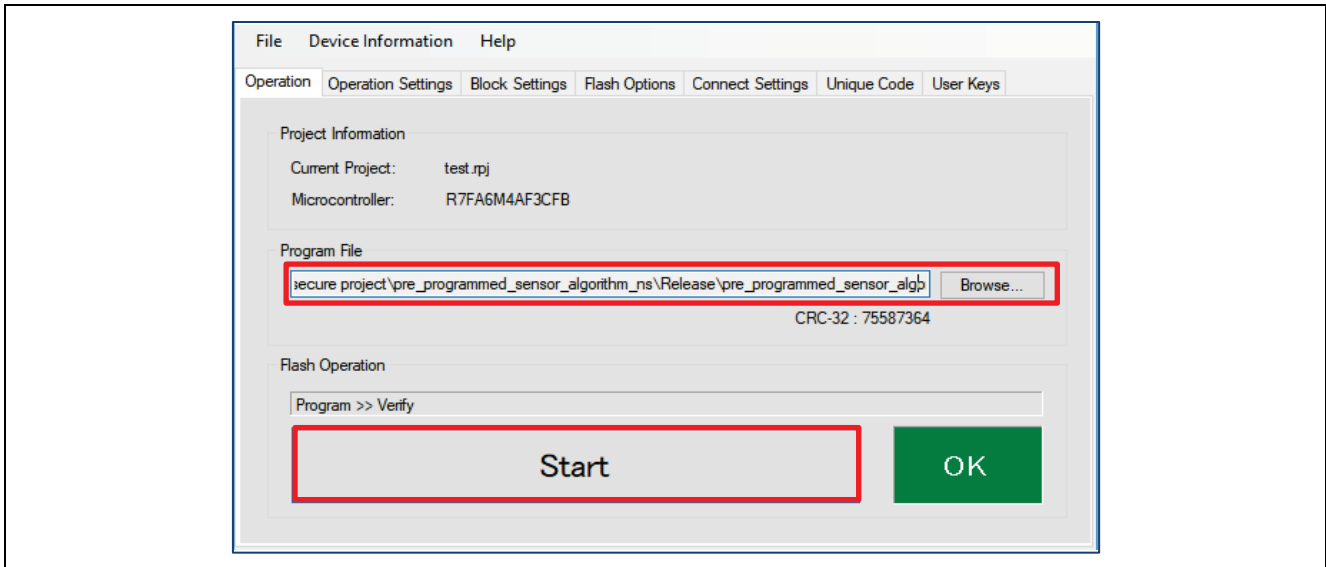 File Device Information Help
Operation Operation Settings Block Settings Flash Options Connect Settings Unique Code User Keys
Project Information
Current Project: test.rpj
Microcontroller: R7FA6M4AF3CFB
Program File
secure project\pre_programmed_sensor_algorithm_ns\Release\pre_programmed_sensor_algo Browse...
CRC-32 : 75587364
Flash Operation
Program >> Verify
Start OK